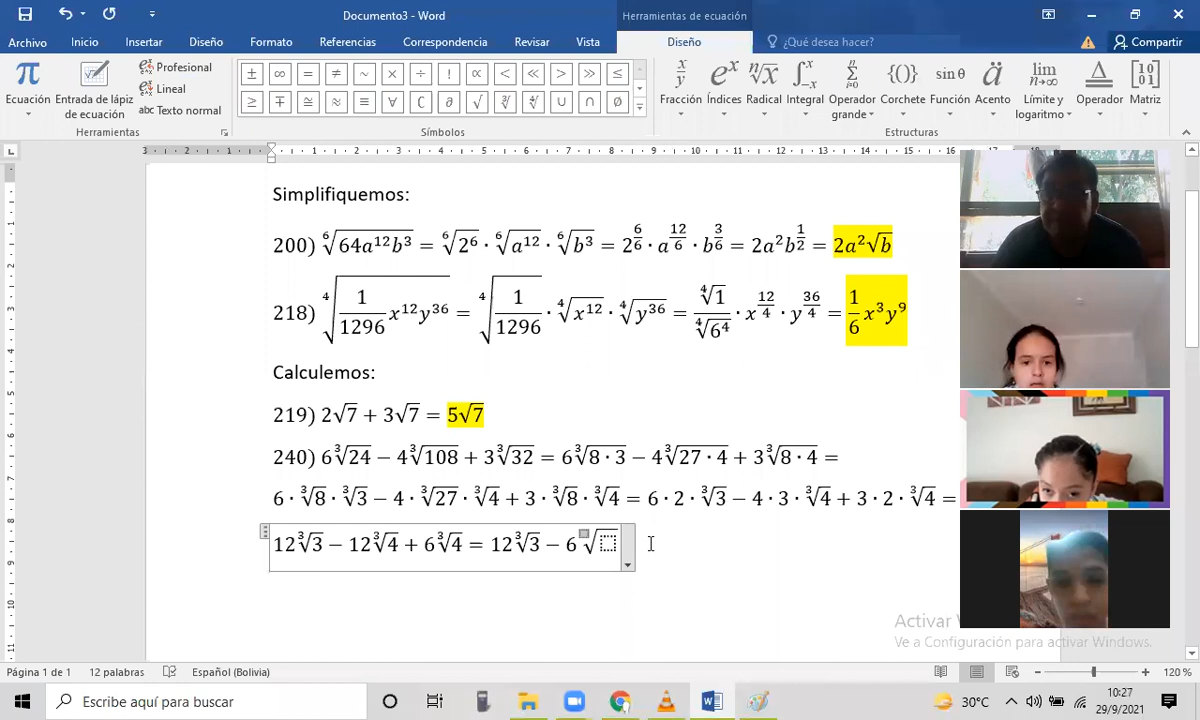 Documento3 - Word
Herramientas de ecuación
Archivo Inicio Insertar Diseño Formato Referencias Correspondencia Revisar Vista Diseño ¿Qué desea hacer? Compartir
π √x e^x Profesional
e^x Lineal
abc Texto normal
± ∞ = ≠ ~ × ÷ ! ∝ < ≪ > ≫ ≤
≥ ∓ ≅ ≈ ≡ ∀ ∁ ∂ √ ∛ ∜ ∪ ∩ ∅
Ecuación Entrada de lápiz de ecuación
Fracción Índices Radical Integral Operador grande Corchete Función Acento Límite y logaritmo Operador Matriz
Herramientas Símbolos Estructuras
Simplifiquemos:
200) ⁶√(64a¹²b³) = ⁶√(2⁶) · ⁶√(a¹²) · ⁶√(b³) = 2^(6/6) · a^(12/6) · b^(3/6) = 2a²b^(1/2) = 2a²√b
218) ⁴√(1/1296 x¹²y³⁶) = ⁴√(1/1296) · ⁴√(x¹²) · ⁴√(y³⁶) = ⁴√1/⁴√(6⁴) · x^(12/4) · y^(36/4) = 1/6 x³y⁹
Calculemos:
219) 2√7 + 3√7 = 5√7
240) 6∛24 − 4∛108 + 3∛32 = 6∛(8 · 3) − 4∛(27 · 4) + 3∛(8 · 4) =
6 · ∛8 · ∛3 − 4 · ∛27 · ∛4 + 3 · ∛8 · ∛4 = 6 · 2 · ∛3 − 4 · 3 · ∛4 + 3 · 2 · ∛4 =
12∛3 − 12∛4 + 6∛4 = 12∛3 − 6√
Activar
Ve a Configuración para activar Windows.
Página 1 de 1 12 palabras Español (Bolivia) 120 %
Escribe aquí para buscar 30°C 10:27
29/9/2021